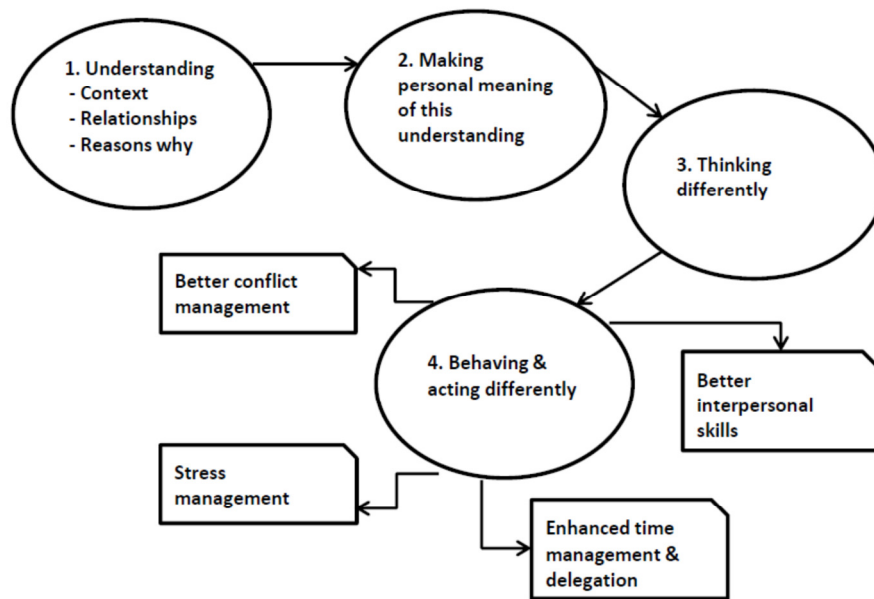 1. Understanding
- Context
- Relationships
- Reasons why
2. Making
personal meaning
of this
understanding
3. Thinking
differently
Better conflict
management
4. Behaving &
acting differently
Better
interpersonal
skills
Stress
management
Enhanced time
management &
delegation